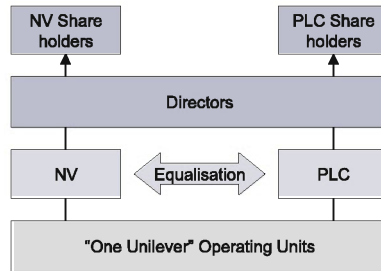 NV Share
holders
PLC Share
holders
Directors
NV
Equalisation
PLC
"One Unilever" Operating Units